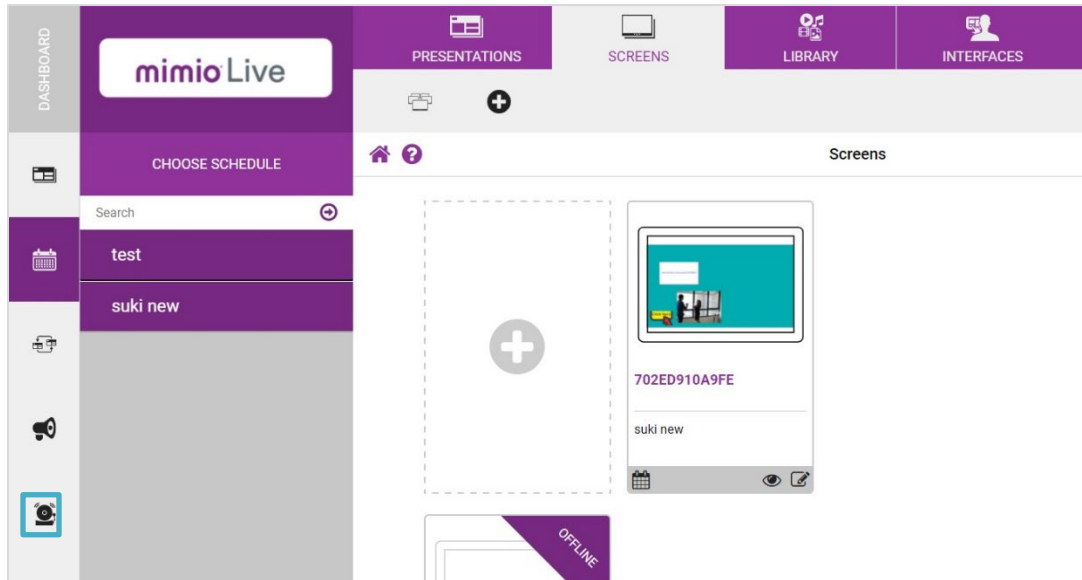 DASHBOARD
mimio Live
PRESENTATIONS
SCREENS
LIBRARY
INTERFACES
CHOOSE SCHEDULE
Screens
Search
test
suki new
702ED910A9FE
suki new
OFFLINE